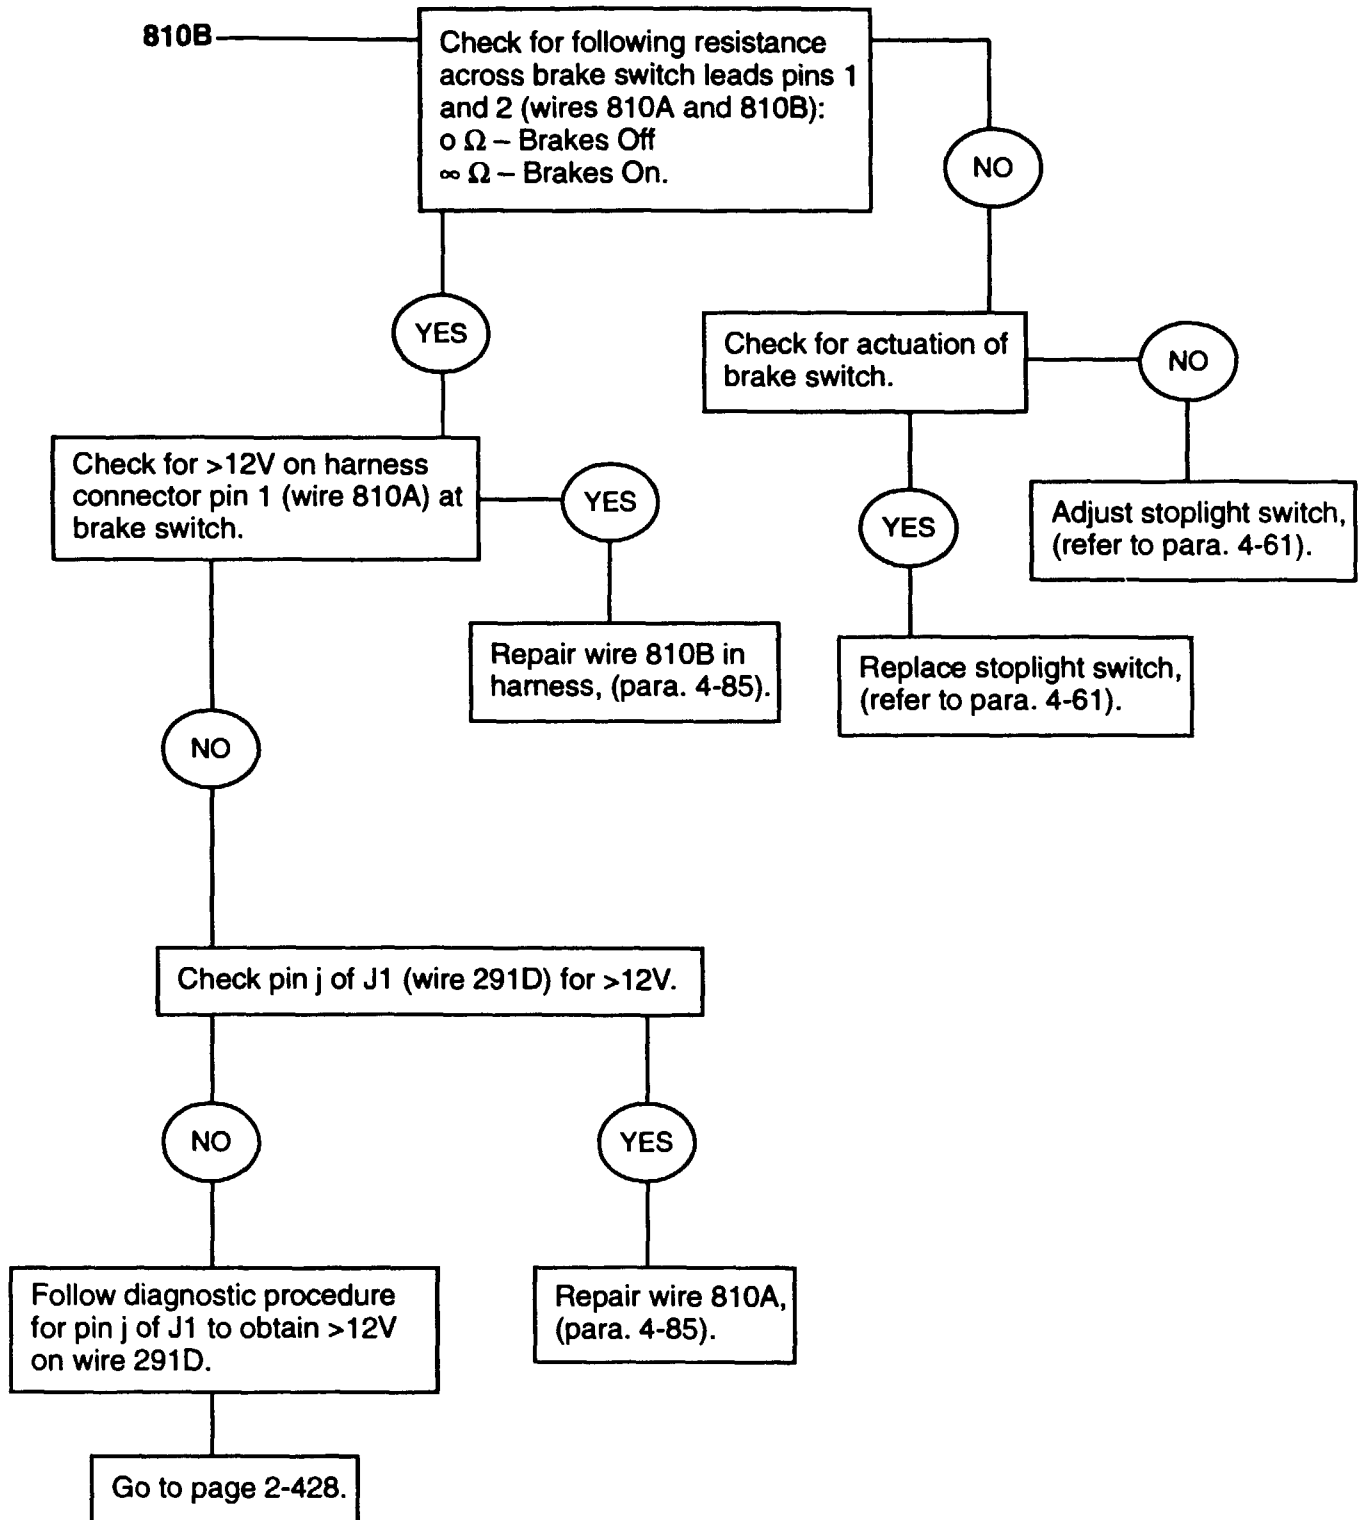 810B
Check for following resistance
across brake switch leads pins 1
and 2 (wires 810A and 810B):
o Ω – Brakes Off
∞ Ω – Brakes On.
NO
YES
Check for actuation of
brake switch.
NO
Check for >12V on harness
connector pin 1 (wire 810A) at
brake switch.
YES
YES
Adjust stoplight switch,
(refer to para. 4-61).
Repair wire 810B in
harness, (para. 4-85).
Replace stoplight switch,
(refer to para. 4-61).
NO
Check pin j of J1 (wire 291D) for >12V.
NO
YES
Follow diagnostic procedure
for pin j of J1 to obtain >12V
on wire 291D.
Repair wire 810A,
(para. 4-85).
Go to page 2-428.